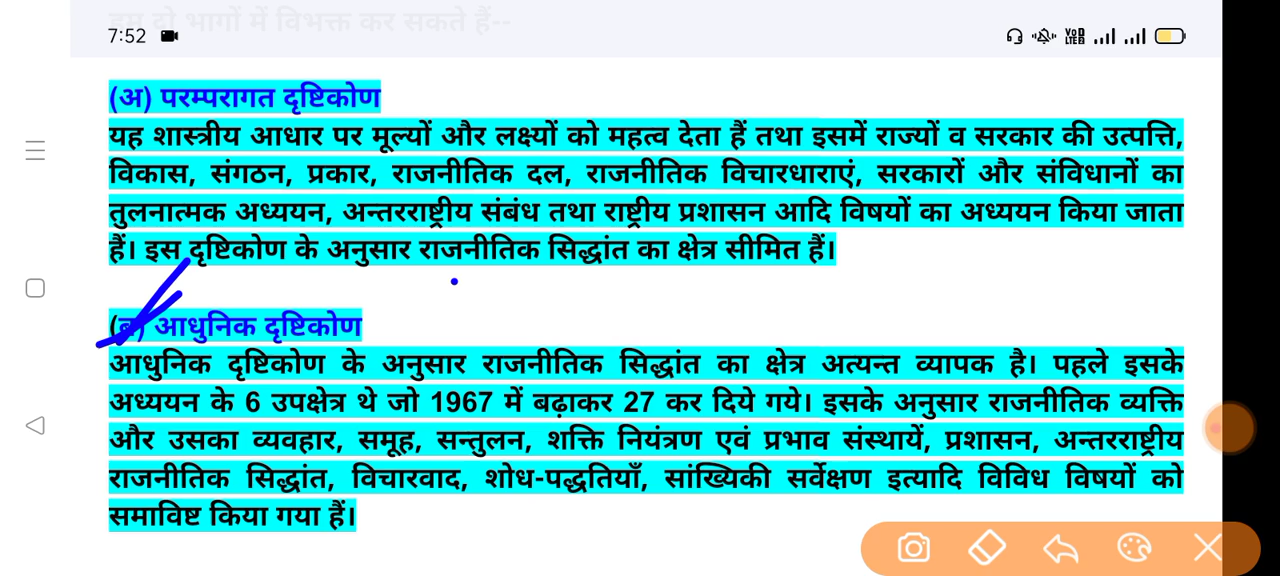 हम दो भागों में विभक्त कर सकते हैं--
7:52
(अ) परम्परागत दृष्टिकोण
यह शास्त्रीय आधार पर मूल्यों और लक्ष्यों को महत्व देता हैं तथा इसमें राज्यों व सरकार की उत्पत्ति,
विकास, संगठन, प्रकार, राजनीतिक दल, राजनीतिक विचारधाराएं, सरकारों और संविधानों का
तुलनात्मक अध्ययन, अन्तरराष्ट्रीय संबंध तथा राष्ट्रीय प्रशासन आदि विषयों का अध्ययन किया जाता
हैं। इस दृष्टिकोण के अनुसार राजनीतिक सिद्धांत का क्षेत्र सीमित हैं।
(ब) आधुनिक दृष्टिकोण
आधुनिक दृष्टिकोण के अनुसार राजनीतिक सिद्धांत का क्षेत्र अत्यन्त व्यापक है। पहले इसके
अध्ययन के 6 उपक्षेत्र थे जो 1967 में बढ़ाकर 27 कर दिये गये। इसके अनुसार राजनीतिक व्यक्ति
और उसका व्यवहार, समूह, सन्तुलन, शक्ति नियंत्रण एवं प्रभाव संस्थायें, प्रशासन, अन्तरराष्ट्रीय
राजनीतिक सिद्धांत, विचारवाद, शोध-पद्धतियाँ, सांख्यिकी सर्वेक्षण इत्यादि विविध विषयों को
समाविष्ट किया गया हैं।